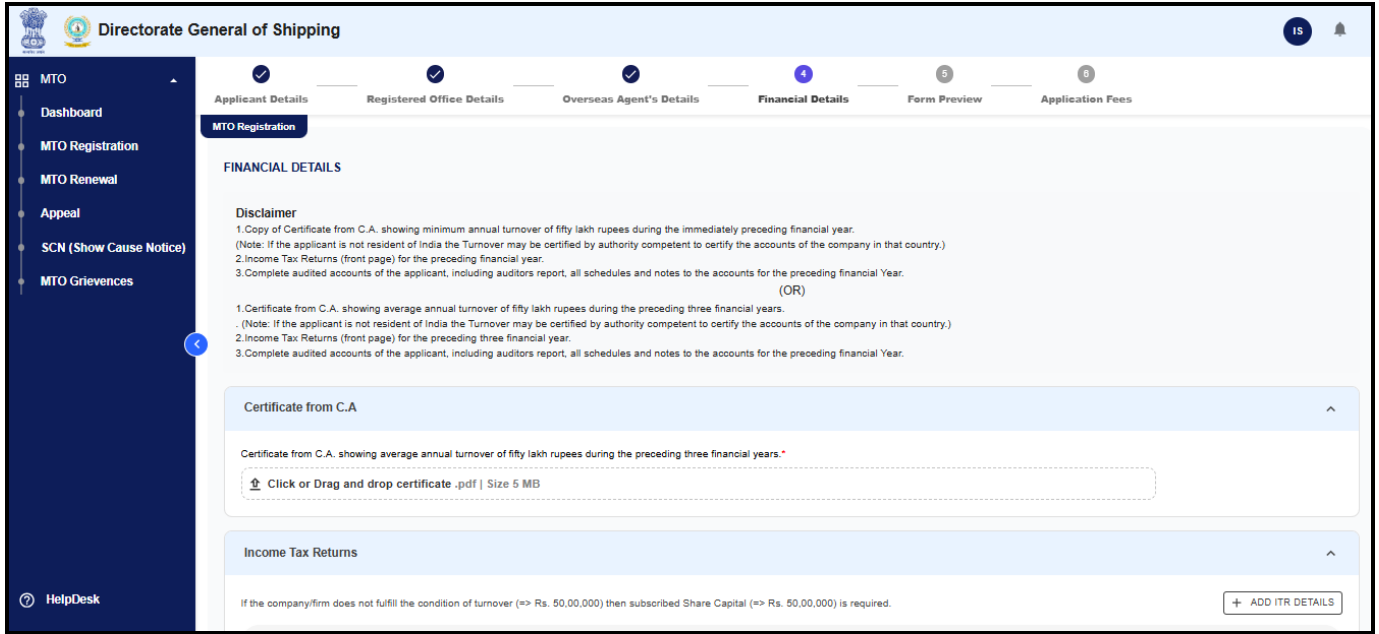 Directorate General of Shipping
IS
MTO
Dashboard
MTO Registration
MTO Renewal
Appeal
SCN (Show Cause Notice)
MTO Grievences
HelpDesk
Applicant Details
Registered Office Details
Overseas Agent's Details
4
Financial Details
5
Form Preview
6
Application Fees
MTO Registration
FINANCIAL DETAILS
Disclaimer
1.Copy of Certificate from C.A. showing minimum annual turnover of fifty lakh rupees during the immediately preceding financial year.
(Note: If the applicant is not resident of India the Turnover may be certified by authority competent to certify the accounts of the company in that country.)
2.Income Tax Returns (front page) for the preceding financial year.
3.Complete audited accounts of the applicant, including auditors report, all schedules and notes to the accounts for the preceding financial Year.
(OR)
1.Certificate from C.A. showing average annual turnover of fifty lakh rupees during the preceding three financial years.
. (Note: If the applicant is not resident of India the Turnover may be certified by authority competent to certify the accounts of the company in that country.)
2.Income Tax Returns (front page) for the preceding three financial year.
3.Complete audited accounts of the applicant, including auditors report, all schedules and notes to the accounts for the preceding financial Year.
Certificate from C.A
Certificate from C.A. showing average annual turnover of fifty lakh rupees during the preceding three financial years.*
Click or Drag and drop certificate .pdf | Size 5 MB
Income Tax Returns
If the company/firm does not fulfill the condition of turnover (=> Rs. 50,00,000) then subscribed Share Capital (=> Rs. 50,00,000) is required.
+ ADD ITR DETAILS